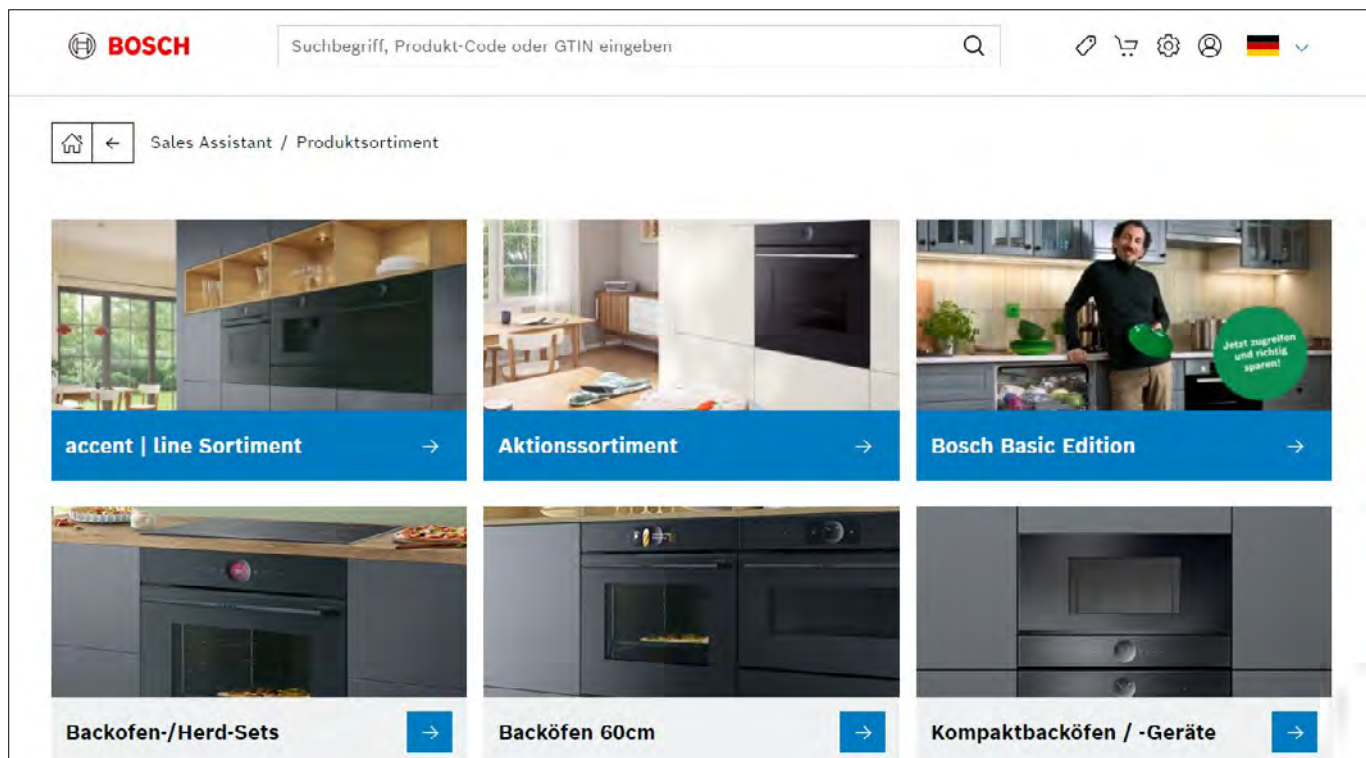 BOSCH
Suchbegriff, Produkt-Code oder GTIN eingeben
Sales Assistant / Produktsortiment
Jetzt zugreifen
und richtig
sparen!
accent | line Sortiment
Aktionssortiment
Bosch Basic Edition
Backofen-/Herd-Sets
Backöfen 60cm
Kompaktbacköfen / -Geräte